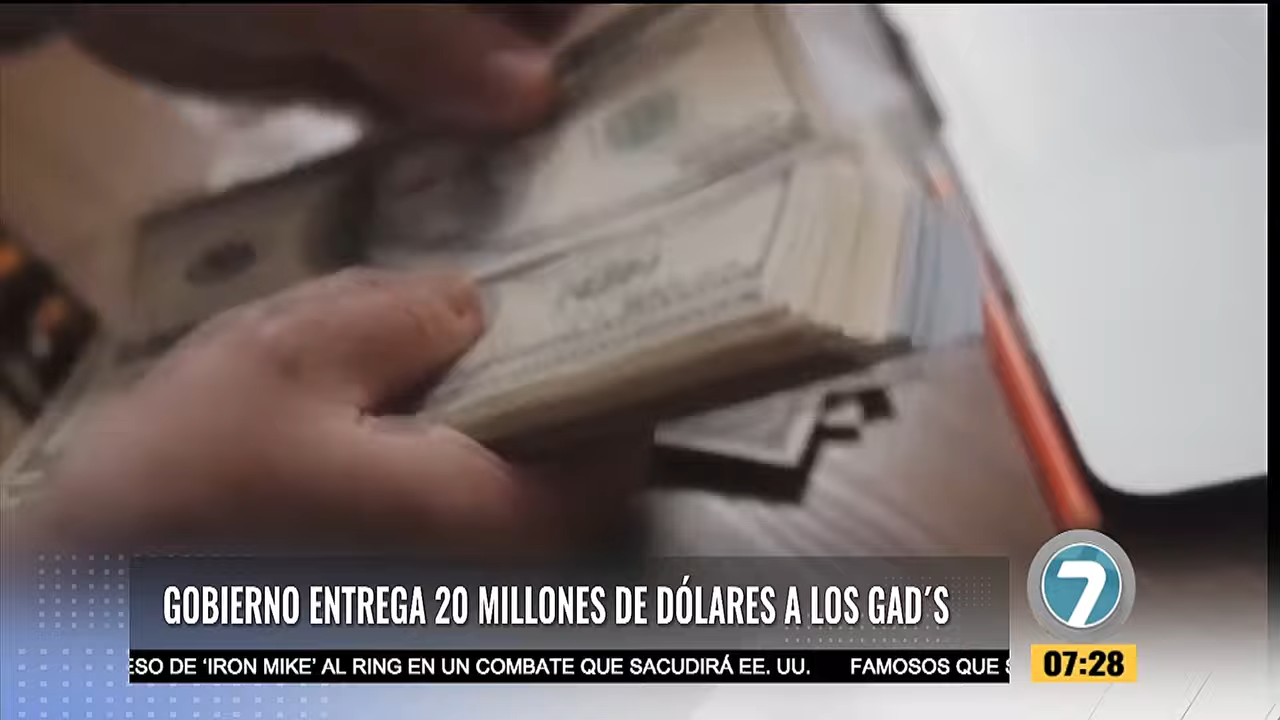 GOBIERNO ENTREGA 20 MILLONES DE DÓLARES A LOS GAD´S
7
ESO DE ‘IRON MIKE’ AL RING EN UN COMBATE QUE SACUDIRÁ EE. UU. FAMOSOS QUE S
07:28